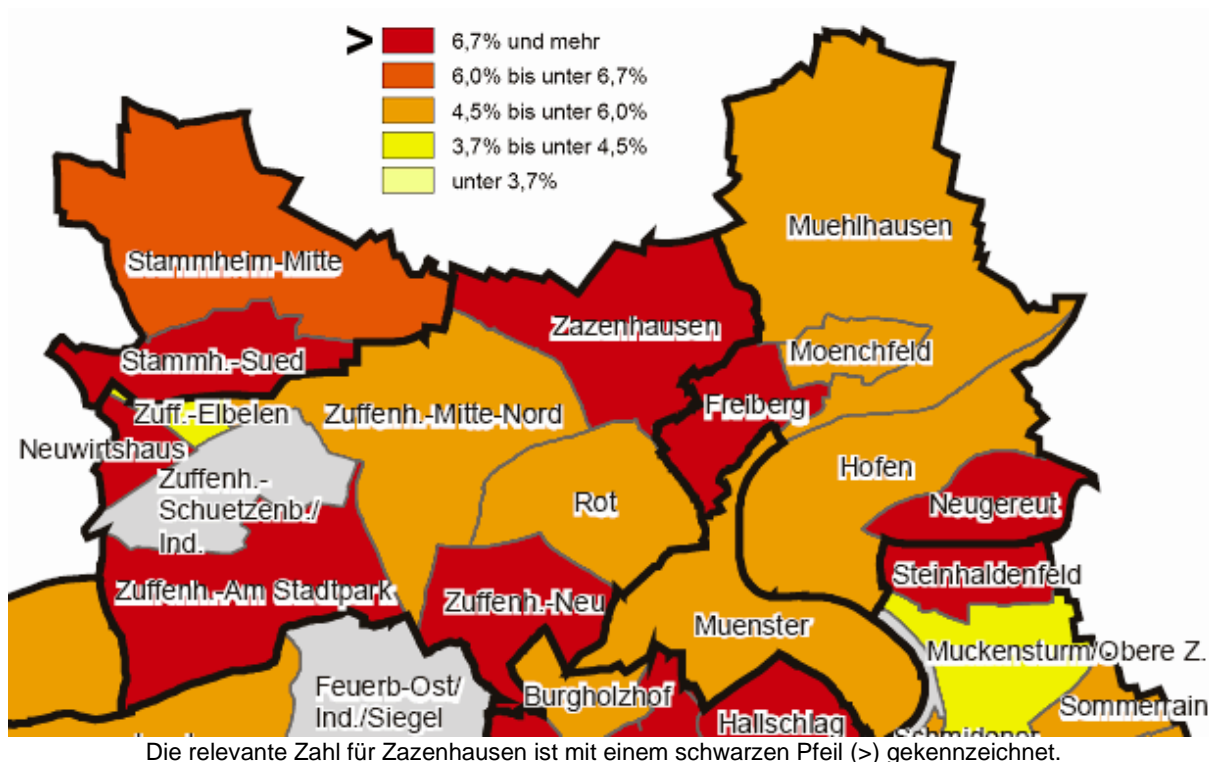 > 6,7% und mehr
6,0% bis unter 6,7%
4,5% bis unter 6,0%
3,7% bis unter 4,5%
unter 3,7%
Muehlhausen
Stammheim-Mitte
Zazenhausen
Stammh.-Sued
Moenchfeld
Zuff.-Elbelen
Zuffenh.-Mitte-Nord
Freiberg
Neuwirtshaus
Hofen
Zuffenh.-
Schuetzenb./
Ind.
Rot
Neugereut
Steinhaldenfeld
Zuffenh.-Am Stadtpark
Zuffenh.-Neu
Muenster
Muckensturm/Obere Z.
Feuerb-Ost/
Ind./Siegel
Burgholzhof
Sommerrain
Hallschlag
Schmidener
Die relevante Zahl für Zazenhausen ist mit einem schwarzen Pfeil (>) gekennzeichnet.